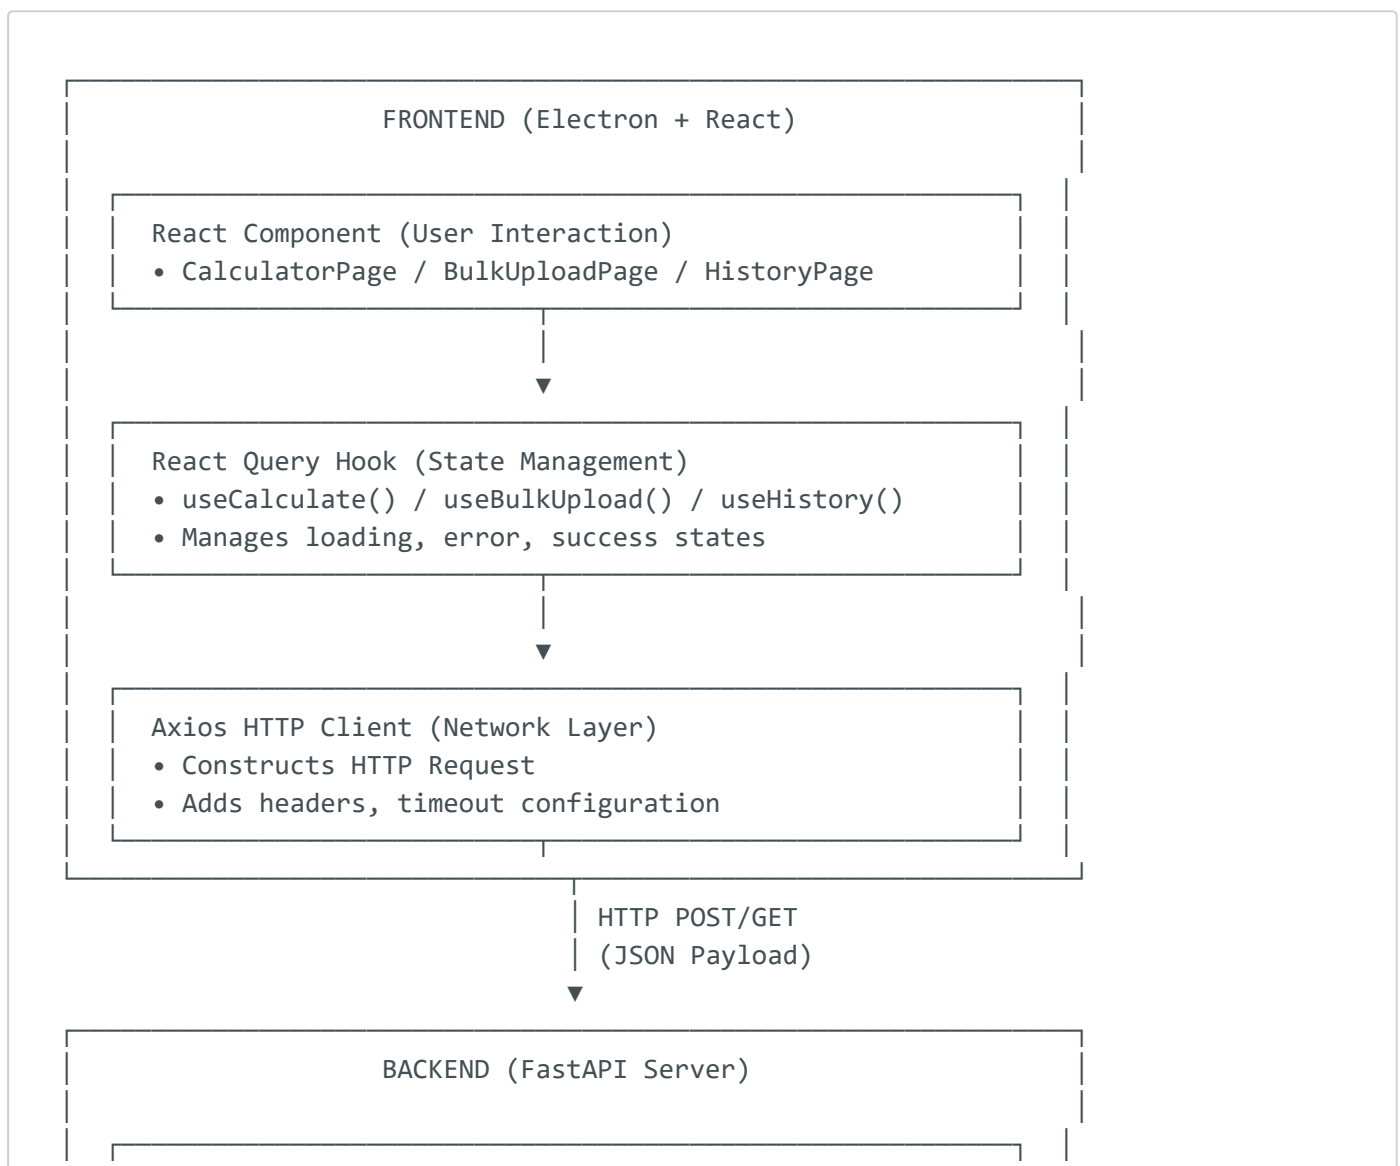 FRONTEND (Electron + React)
React Component (User Interaction)
• CalculatorPage / BulkUploadPage / HistoryPage
▼
React Query Hook (State Management)
• useCalculate() / useBulkUpload() / useHistory()
• Manages loading, error, success states
▼
Axios HTTP Client (Network Layer)
• Constructs HTTP Request
• Adds headers, timeout configuration
HTTP POST/GET
(JSON Payload)
▼
BACKEND (FastAPI Server)